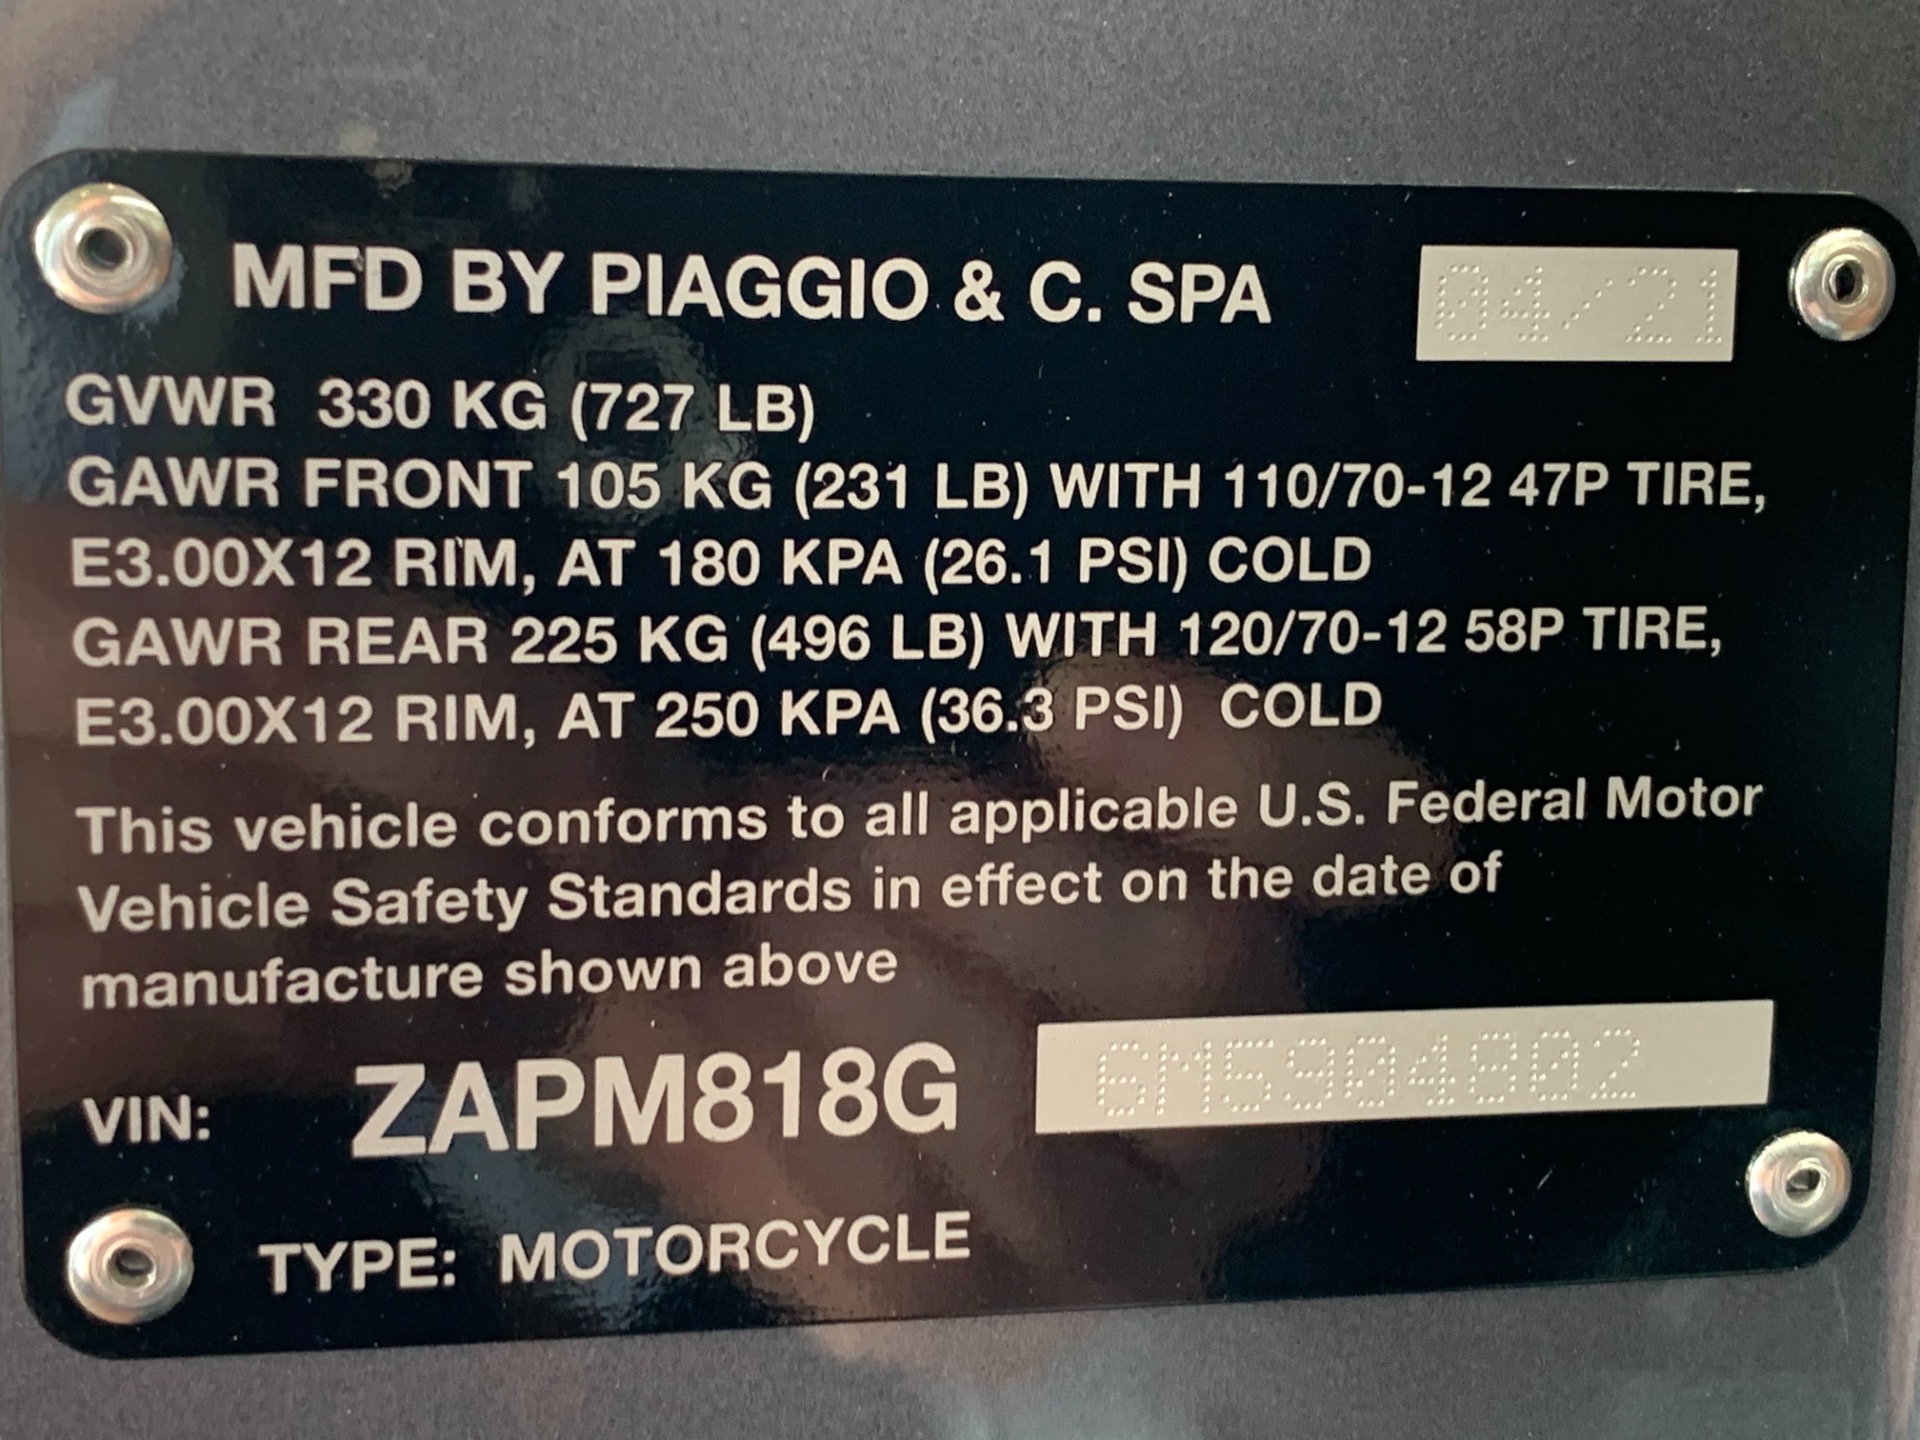 MFD BY PIAGGIO & C. SPA 04/21
GVWR 330 KG (727 LB)
GAWR FRONT 105 KG (231 LB) WITH 110/70-12 47P TIRE,
E3.00X12 RIM, AT 180 KPA (26.1 PSI) COLD
GAWR REAR 225 KG (496 LB) WITH 120/70-12 58P TIRE,
E3.00X12 RIM, AT 250 KPA (36.3 PSI) COLD
This vehicle conforms to all applicable U.S. Federal Motor
Vehicle Safety Standards in effect on the date of
manufacture shown above
VIN: ZAPM818G 6M5904802
TYPE: MOTORCYCLE